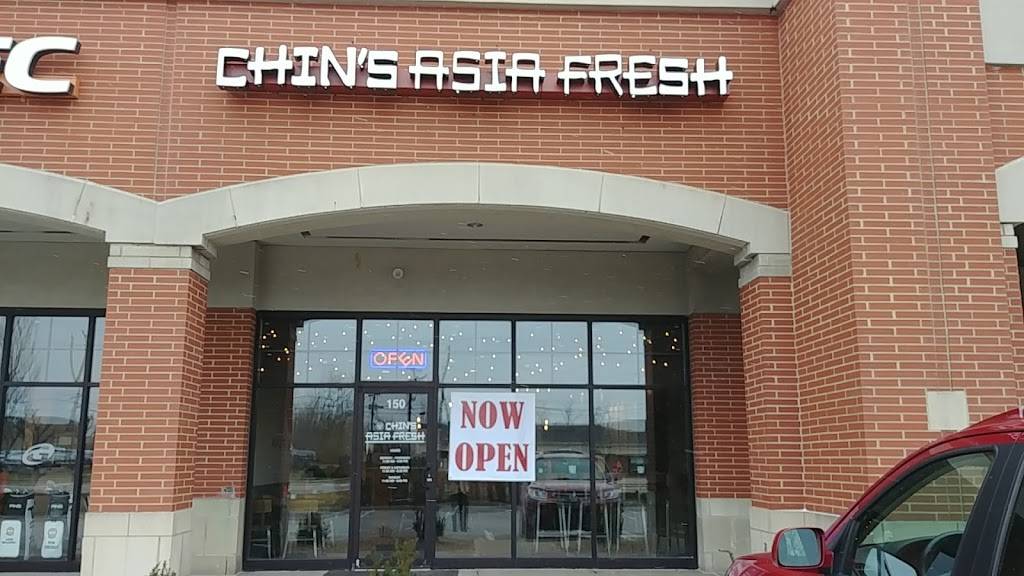 C
CHIN'S ASIA FRESH
OPEN
150
CHIN'S
ASIA FRESH
NOW
OPEN